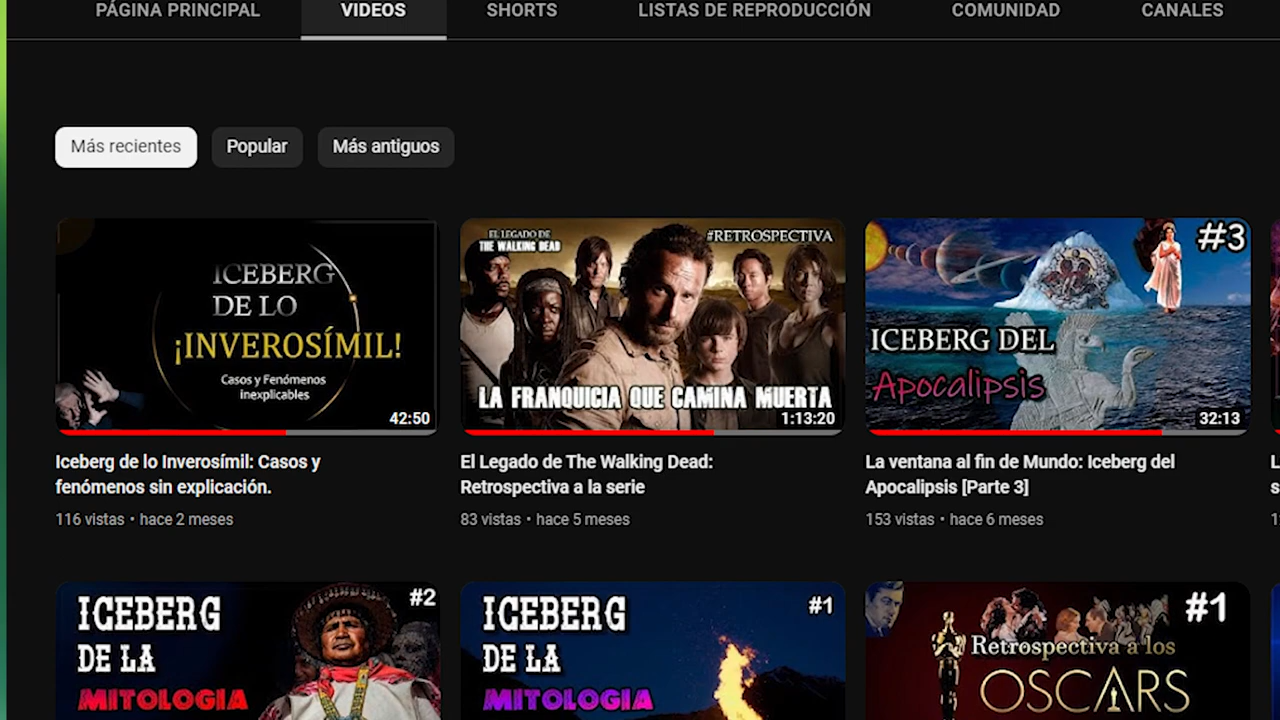 PÁGINA PRINCIPAL
VIDEOS
SHORTS
LISTAS DE REPRODUCCIÓN
COMUNIDAD
CANALES
Más recientes
Popular
Más antiguos
ICEBERG
DE LO
¡INVEROSÍMIL!
Casos y Fenómenos
inexplicables
42:50
EL LEGADO DE
THE WALKING DEAD
#RETROSPECTIVA
LA FRANQUICIA QUE CAMINA MUERTA
1:13:20
#3
ICEBERG DEL
Apocalipsis
32:13
Iceberg de lo Inverosímil: Casos y
fenómenos sin explicación.
116 vistas • hace 2 meses
El Legado de The Walking Dead:
Retrospectiva a la serie
83 vistas • hace 5 meses
La ventana al fin de Mundo: Iceberg del
Apocalipsis [Parte 3]
153 vistas • hace 6 meses
ICEBERG
DE LA
MITOLOGIA
#2
ICEBERG
DE LA
MITOLOGIA
#1
#1
Retrospectiva a los
OSCARS